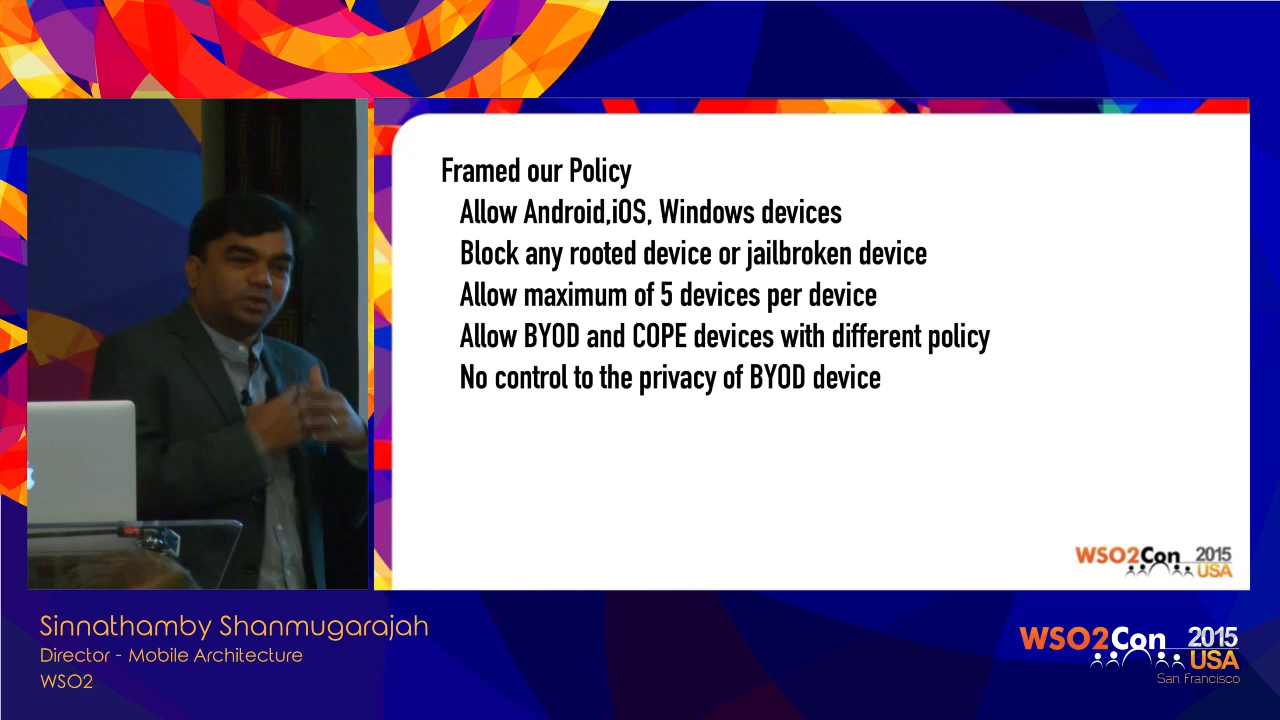 Framed our Policy
Allow Android,iOS, Windows devices
Block any rooted device or jailbroken device
Allow maximum of 5 devices per device
Allow BYOD and COPE devices with different policy
No control to the privacy of BYOD device
WSO2Con 2015
USA
Sinnathamby Shanmugarajah
Director - Mobile Architecture
WSO2
WSO2Con 2015
USA
San Francisco